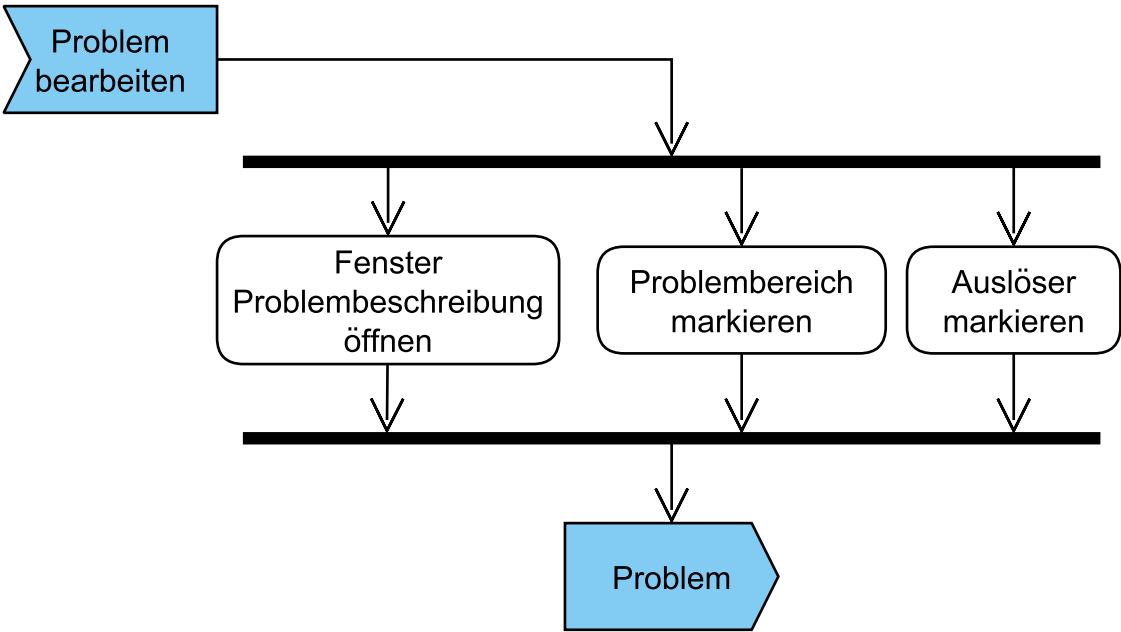 Problem
bearbeiten
Fenster
Problembeschreibung
öffnen
Problembereich
markieren
Auslöser
markieren
Problem